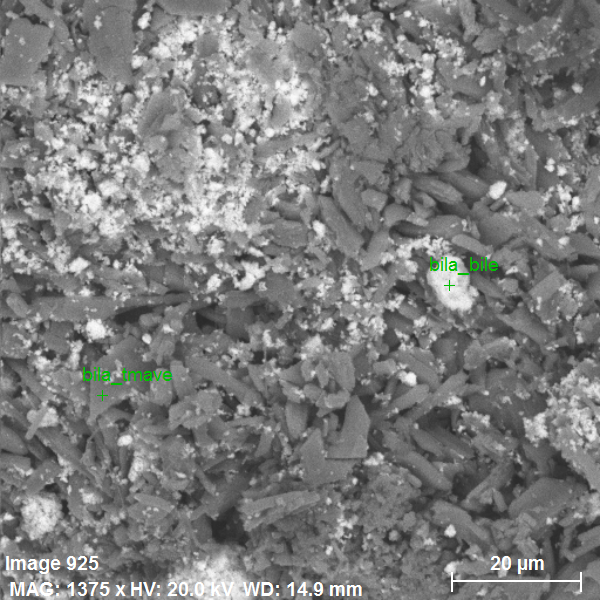 bila_bile
bila_tmave
Image 925
20 µm
MAG: 1375 x HV: 20.0 kV WD: 14.9 mm